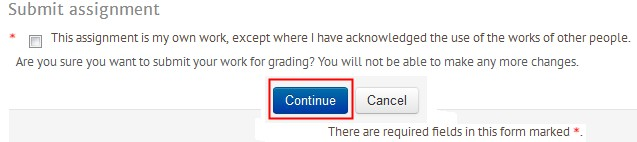 Submit assignment
* This assignment is my own work, except where I have acknowledged the use of the works of other people.
Are you sure you want to submit your work for grading? You will not be able to make any more changes.
Continue Cancel
There are required fields in this form marked *.